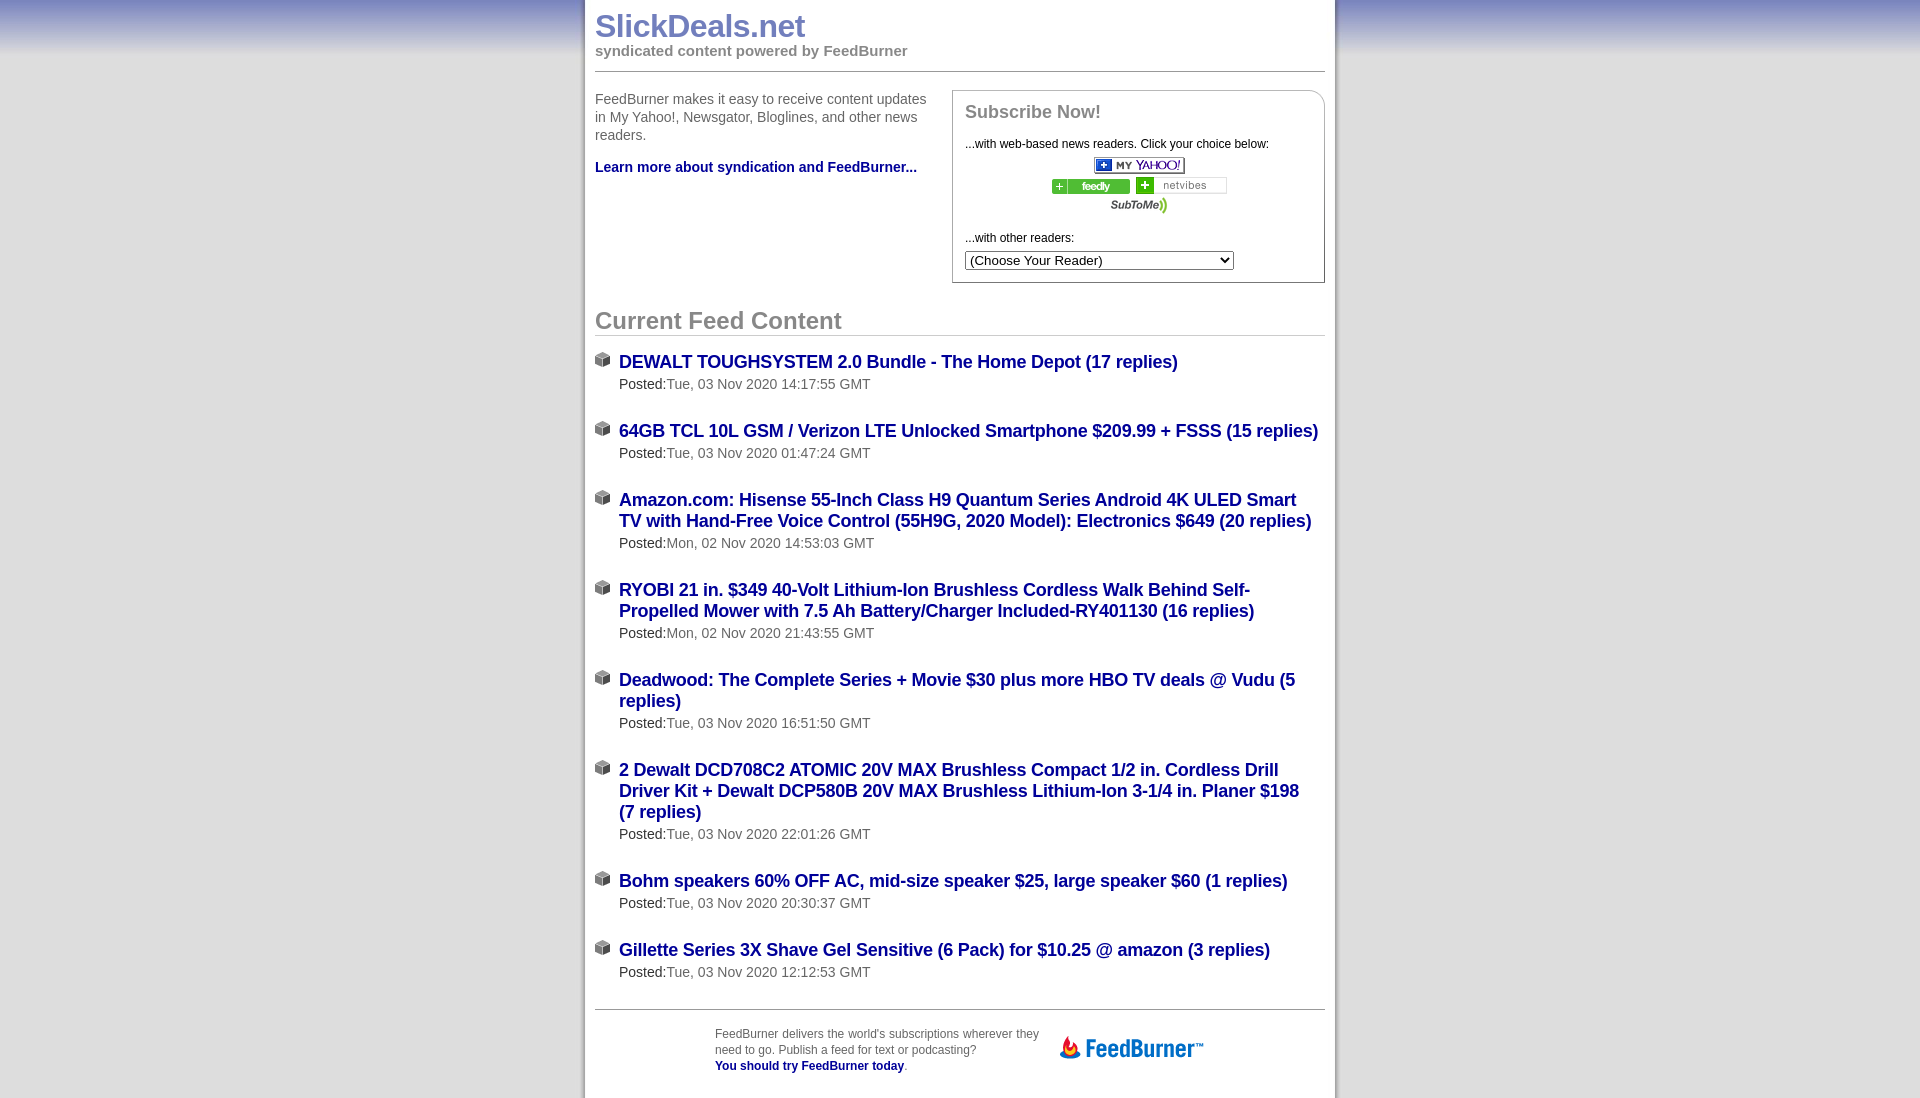 SlickDeals.net
syndicated content powered by FeedBurner
FeedBurner makes it easy to receive content updates
in My Yahoo!, Newsgator, Bloglines, and other news
readers.
Learn more about syndication and FeedBurner...
Subscribe Now!
...with web-based news readers. Click your choice below:
MY YAHOO!
feedly
netvibes
SubToMe
...with other readers:
(Choose Your Reader)
Current Feed Content
DEWALT TOUGHSYSTEM 2.0 Bundle - The Home Depot (17 replies)
Posted:Tue, 03 Nov 2020 14:17:55 GMT
64GB TCL 10L GSM / Verizon LTE Unlocked Smartphone $209.99 + FSSS (15 replies)
Posted:Tue, 03 Nov 2020 01:47:24 GMT
Amazon.com: Hisense 55-Inch Class H9 Quantum Series Android 4K ULED Smart
TV with Hand-Free Voice Control (55H9G, 2020 Model): Electronics $649 (20 replies)
Posted:Mon, 02 Nov 2020 14:53:03 GMT
RYOBI 21 in. $349 40-Volt Lithium-Ion Brushless Cordless Walk Behind Self-
Propelled Mower with 7.5 Ah Battery/Charger Included-RY401130 (16 replies)
Posted:Mon, 02 Nov 2020 21:43:55 GMT
Deadwood: The Complete Series + Movie $30 plus more HBO TV deals @ Vudu (5
replies)
Posted:Tue, 03 Nov 2020 16:51:50 GMT
2 Dewalt DCD708C2 ATOMIC 20V MAX Brushless Compact 1/2 in. Cordless Drill
Driver Kit + Dewalt DCP580B 20V MAX Brushless Lithium-Ion 3-1/4 in. Planer $198
(7 replies)
Posted:Tue, 03 Nov 2020 22:01:26 GMT
Bohm speakers 60% OFF AC, mid-size speaker $25, large speaker $60 (1 replies)
Posted:Tue, 03 Nov 2020 20:30:37 GMT
Gillette Series 3X Shave Gel Sensitive (6 Pack) for $10.25 @ amazon (3 replies)
Posted:Tue, 03 Nov 2020 12:12:53 GMT
FeedBurner delivers the world's subscriptions wherever they
need to go. Publish a feed for text or podcasting?
You should try FeedBurner today.
FeedBurner™